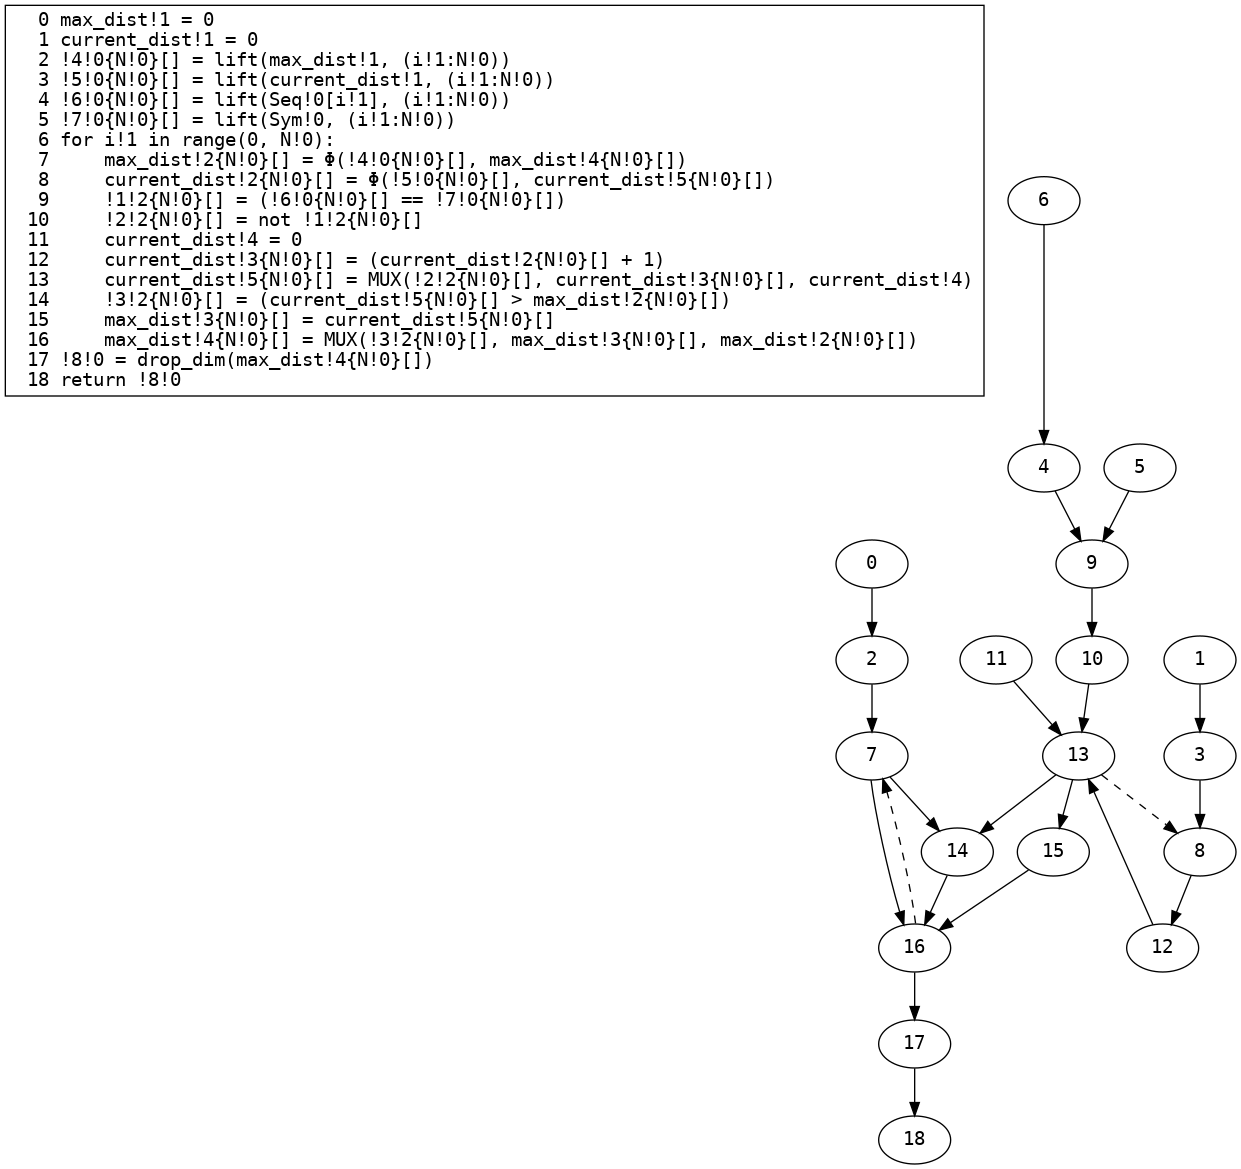 0 max_dist!1 = 0
1 current_dist!1 = 0
2 !4!0{N!0}[] = lift(max_dist!1, (i!1:N!0))
3 !5!0{N!0}[] = lift(current_dist!1, (i!1:N!0))
4 !6!0{N!0}[] = lift(Seq!0[i!1], (i!1:N!0))
5 !7!0{N!0}[] = lift(Sym!0, (i!1:N!0))
6 for i!1 in range(0, N!0):
7     max_dist!2{N!0}[] = Φ(!4!0{N!0}[], max_dist!4{N!0}[])
8     current_dist!2{N!0}[] = Φ(!5!0{N!0}[], current_dist!5{N!0}[])
9     !1!2{N!0}[] = (!6!0{N!0}[] == !7!0{N!0}[])
10     !2!2{N!0}[] = not !1!2{N!0}[]
11     current_dist!4 = 0
12     current_dist!3{N!0}[] = (current_dist!2{N!0}[] + 1)
13     current_dist!5{N!0}[] = MUX(!2!2{N!0}[], current_dist!3{N!0}[], current_dist!4)
14     !3!2{N!0}[] = (current_dist!5{N!0}[] > max_dist!2{N!0}[])
15     max_dist!3{N!0}[] = current_dist!5{N!0}[]
16     max_dist!4{N!0}[] = MUX(!3!2{N!0}[], max_dist!3{N!0}[], max_dist!2{N!0}[])
17 !8!0 = drop_dim(max_dist!4{N!0}[])
18 return !8!0
6
4 5
0 9
2 11 10 1
7 13 3
14 15 8
16 12
17
18